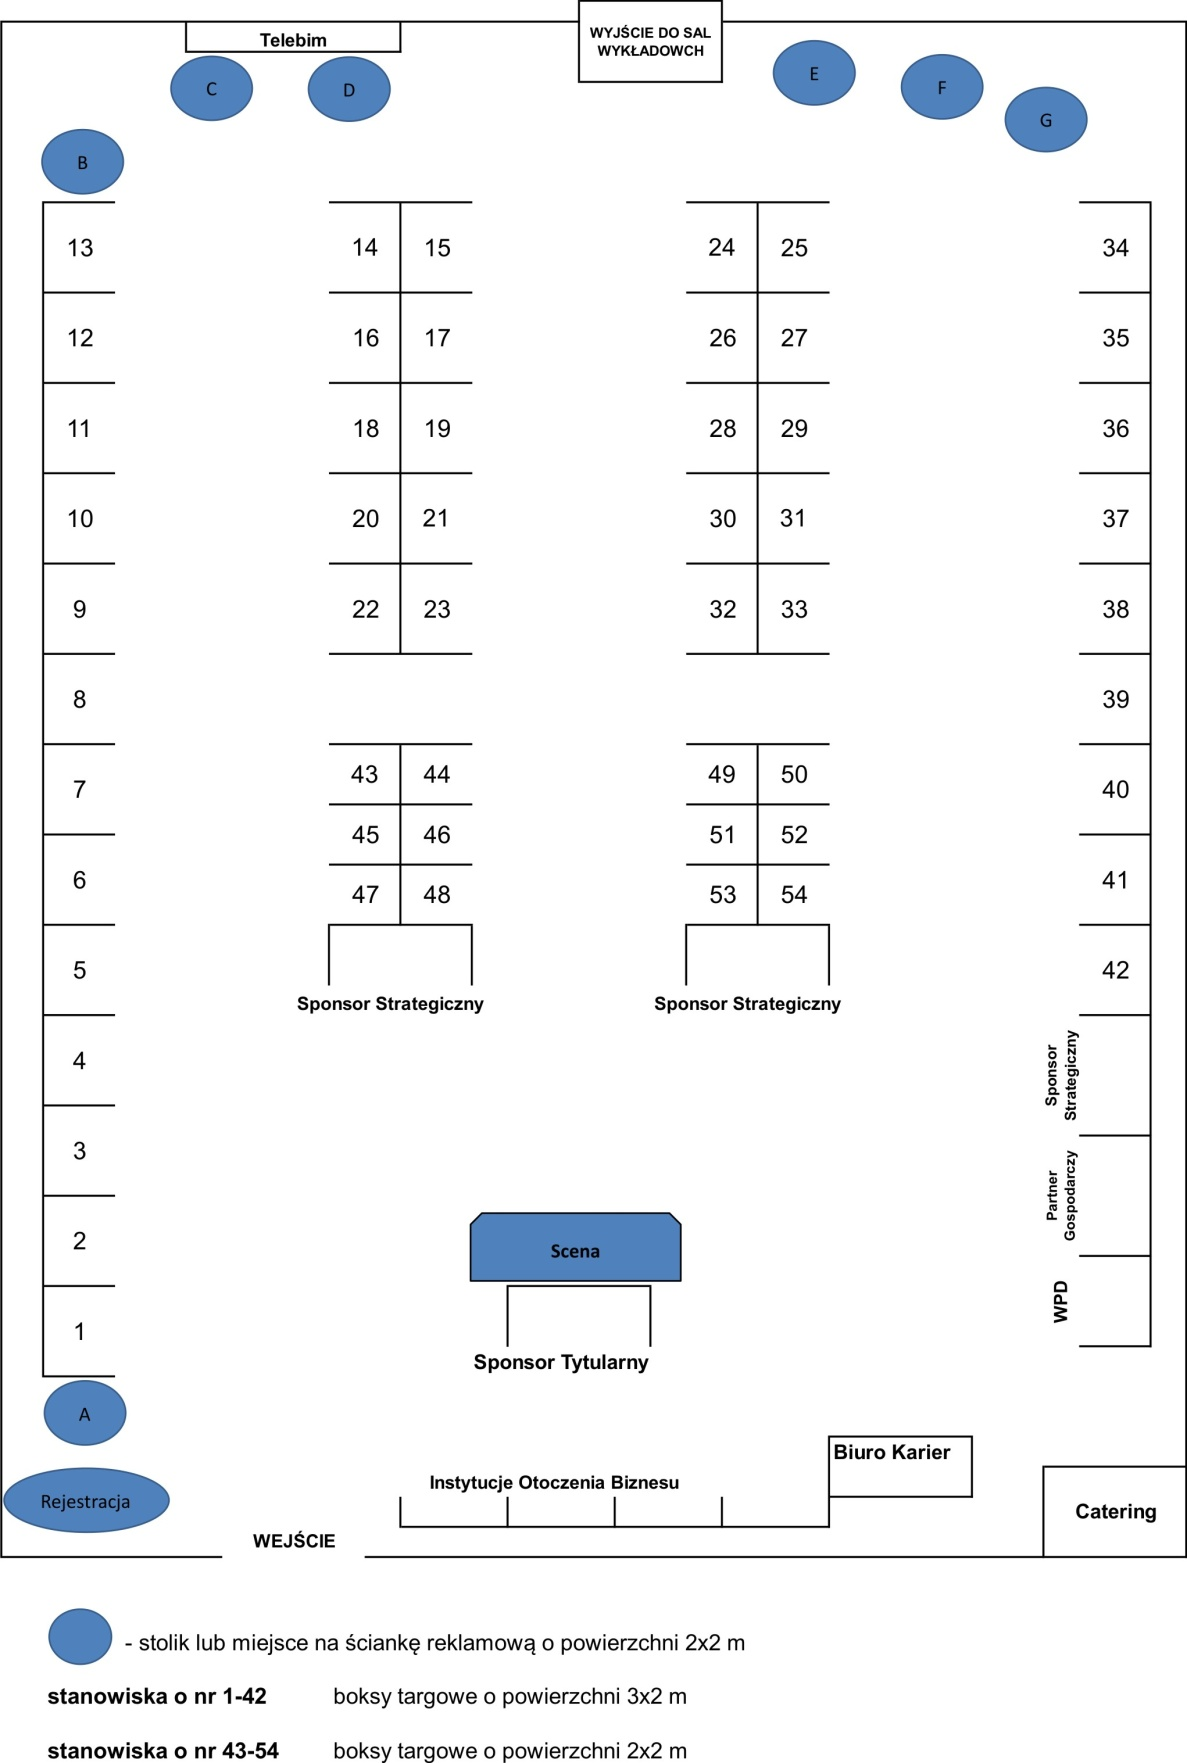 Telebim
WYJŚCIE DO SAL
WYKŁADOWCH
C
D
E
F
G
B
13 14 15 24 25 34
12 16 17 26 27 35
11 18 19 28 29 36
10 20 21 30 31 37
9 22 23 32 33 38
8 39
7 43 44 49 50 40
45 46 51 52
6 47 48 53 54 41
5 42
Sponsor Strategiczny
Sponsor Strategiczny
4
Sponsor
Strategiczny
3
Partner
Gospodarczy
2
Scena
1
WPD
Sponsor Tytularny
A
Biuro Karier
Instytucje Otoczenia Biznesu
Rejestracja
Catering
WEJŚCIE
- stolik lub miejsce na ściankę reklamową o powierzchni 2x2 m
stanowiska o nr 1-42 boksy targowe o powierzchni 3x2 m
stanowiska o nr 43-54 boksy targowe o powierzchni 2x2 m